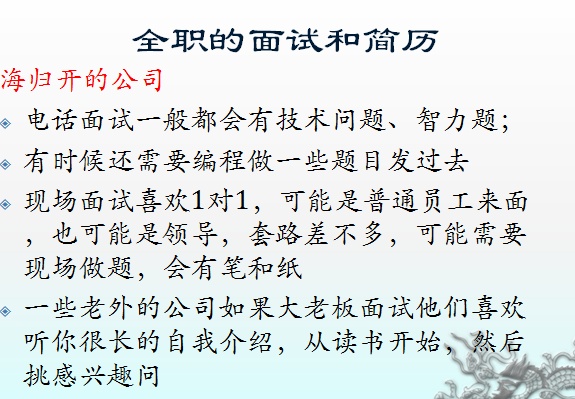 全职的面试和简历
海归开的公司
电话面试一般都会有技术问题、智力题；
有时候还需要编程做一些题目发过去
现场面试喜欢1对1，可能是普通员工来面
，也可能是领导，套路差不多，可能需要
现场做题，会有笔和纸
一些老外的公司如果大老板面试他们喜欢
听你很长的自我介绍，从读书开始，然后
挑感兴趣问